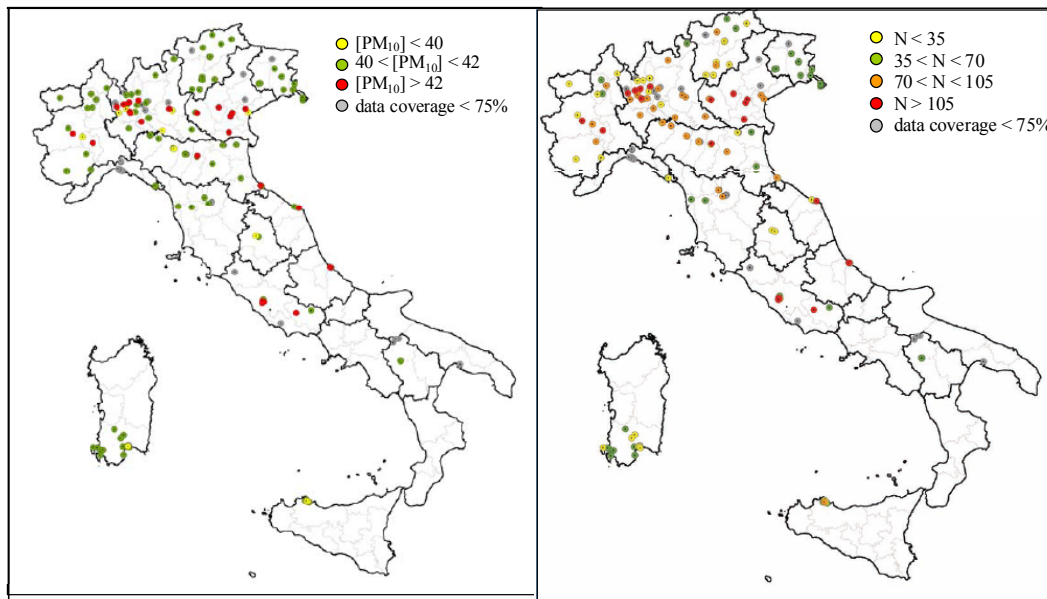 [PM₁₀] < 40
40 < [PM₁₀] < 42
[PM₁₀] > 42
data coverage < 75%
N < 35
35 < N < 70
70 < N < 105
N > 105
data coverage < 75%